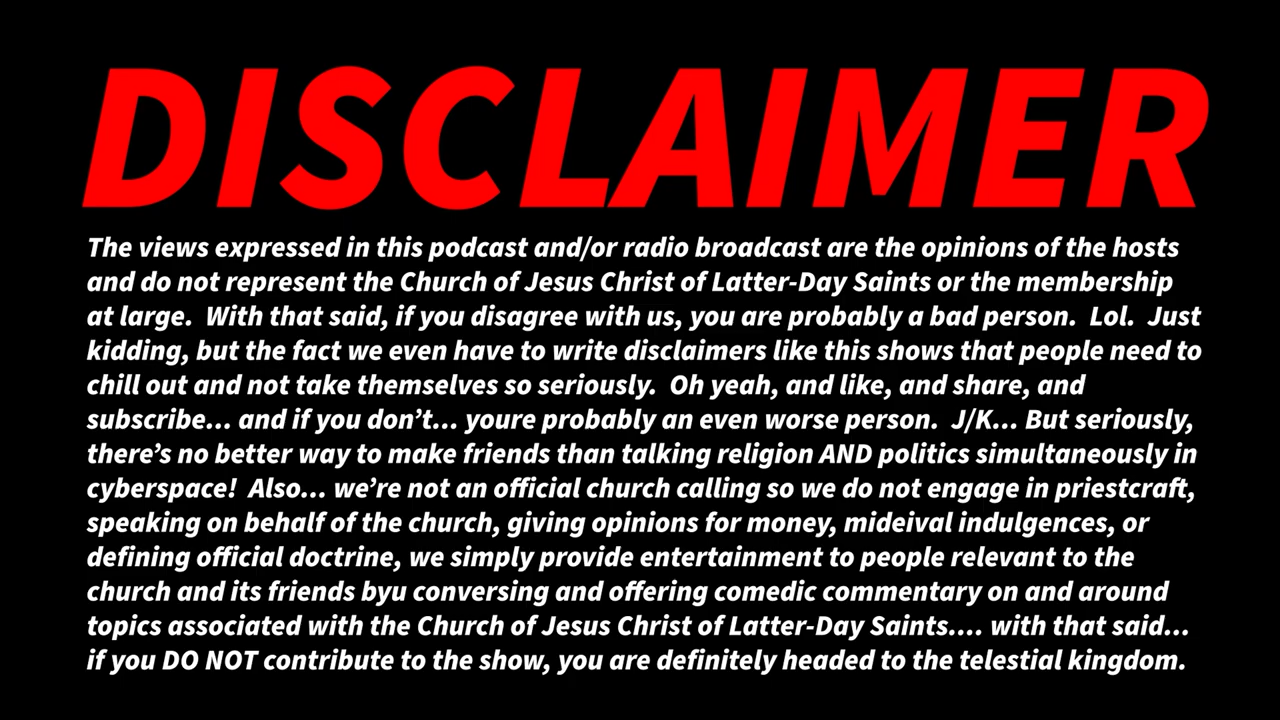 DISCLAIMER
The views expressed in this podcast and/or radio broadcast are the opinions of the hosts
and do not represent the Church of Jesus Christ of Latter-Day Saints or the membership
at large.  With that said, if you disagree with us, you are probably a bad person.  Lol.  Just
kidding, but the fact we even have to write disclaimers like this shows that people need to
chill out and not take themselves so seriously.  Oh yeah, and like, and share, and
subscribe... and if you don’t... youre probably an even worse person.  J/K... But seriously,
there’s no better way to make friends than talking religion AND politics simultaneously in
cyberspace!  Also... we’re not an official church calling so we do not engage in priestcraft,
speaking on behalf of the church, giving opinions for money, mideival indulgences, or
defining official doctrine, we simply provide entertainment to people relevant to the
church and its friends byu conversing and offering comedic commentary on and around
topics associated with the Church of Jesus Christ of Latter-Day Saints.... with that said...
if you DO NOT contribute to the show, you are definitely headed to the telestial kingdom.